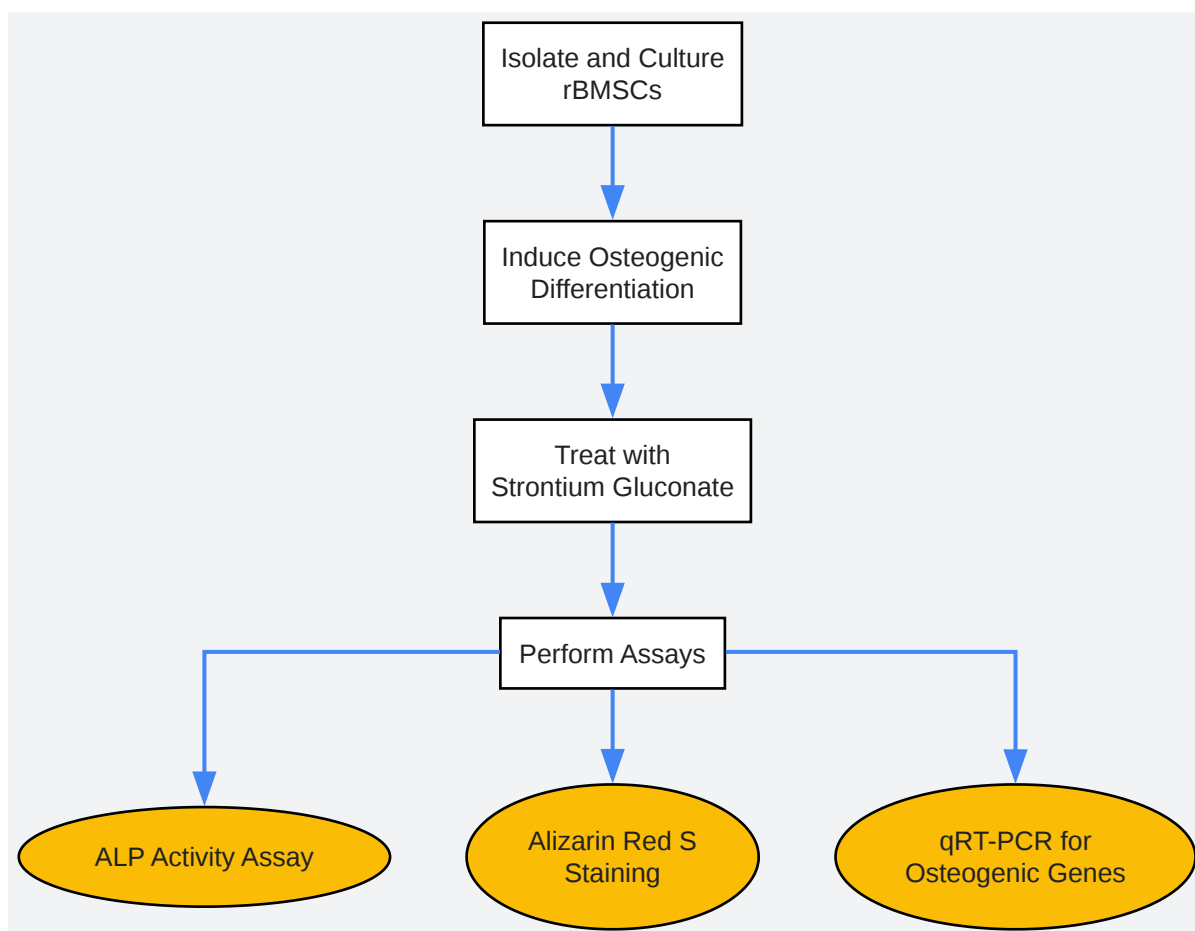 Isolate and Culture
rBMSCs
Induce Osteogenic
Differentiation
Treat with
Strontium Gluconate
Perform Assays
ALP Activity Assay
Alizarin Red S
Staining
qRT-PCR for
Osteogenic Genes